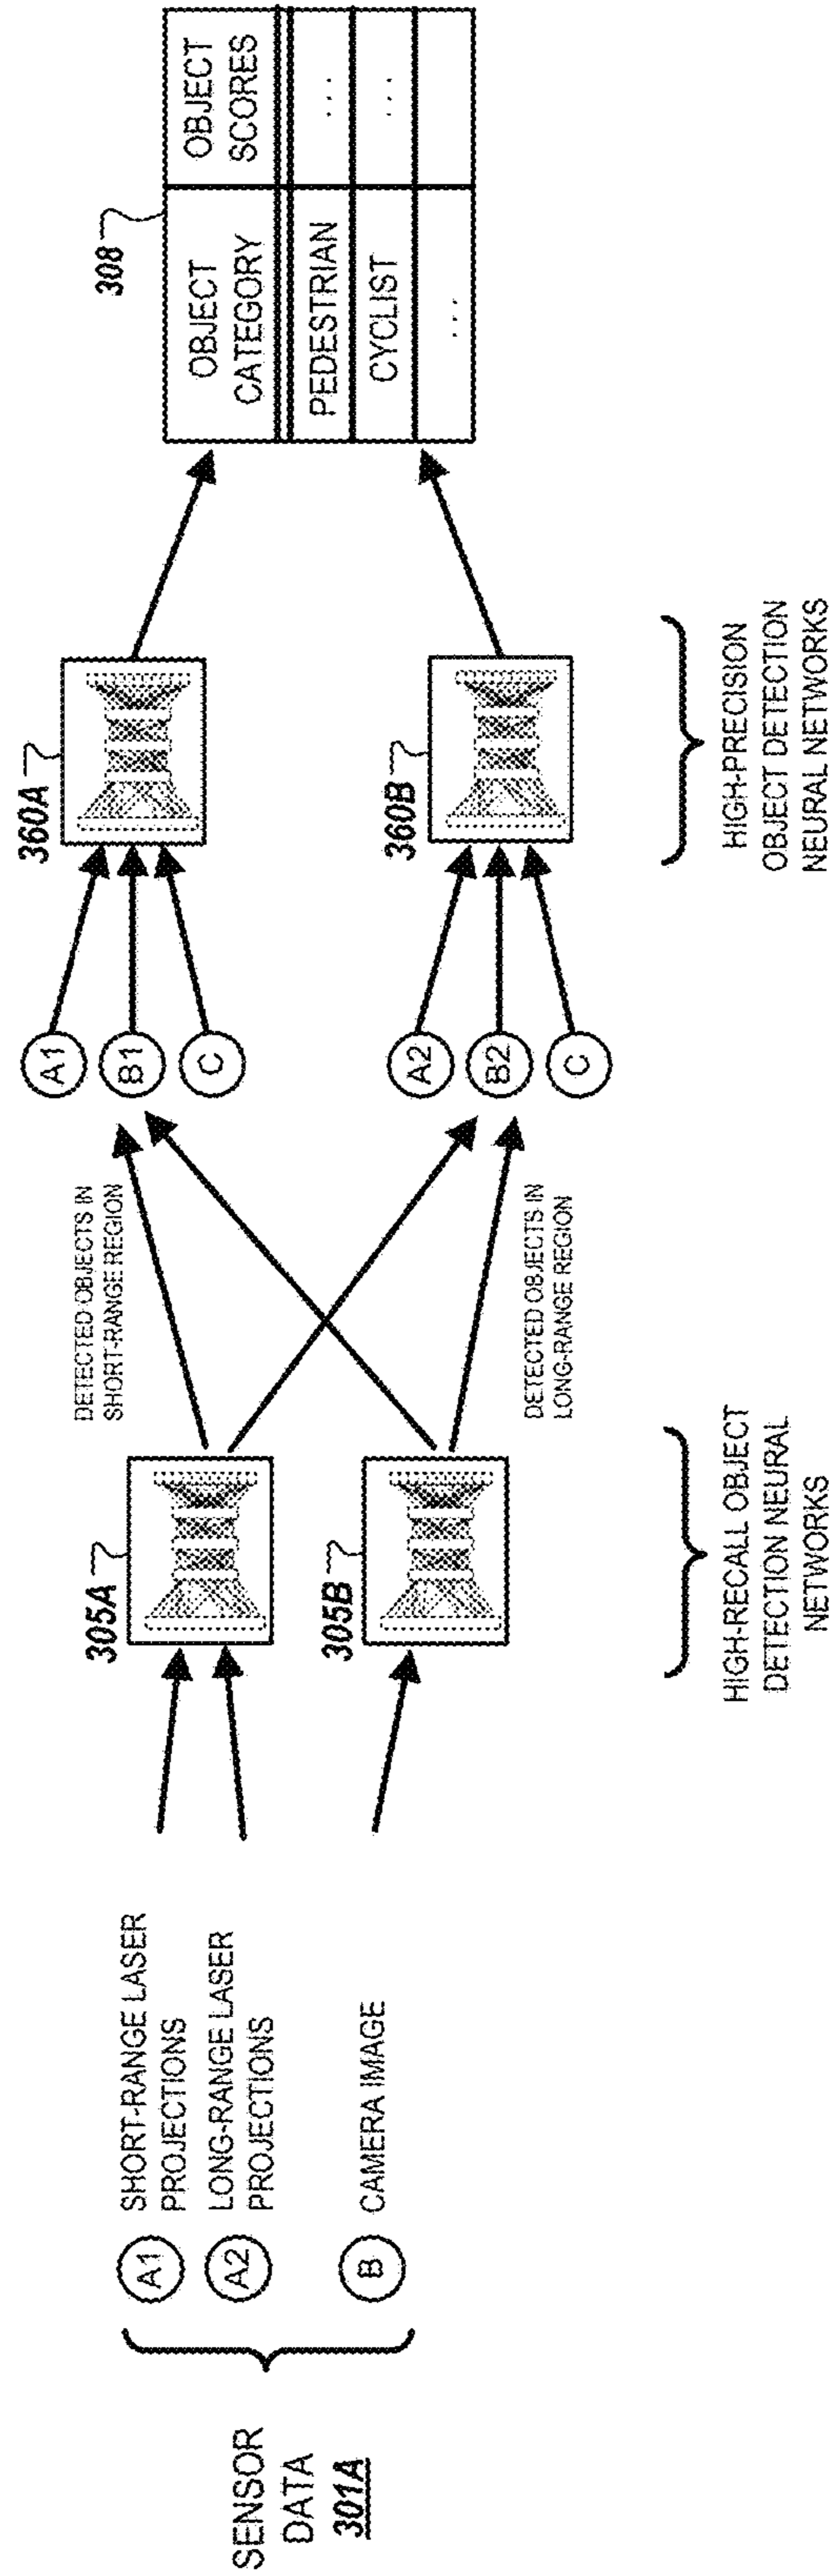 SENSOR
DATA
301A
A1
SHORT-RANGE LASER
PROJECTIONS
A2
LONG-RANGE LASER
PROJECTIONS
B
CAMERA IMAGE
305A
305B
HIGH-RECALL OBJECT
DETECTION NEURAL
NETWORKS
DETECTED OBJECTS IN
SHORT-RANGE REGION
DETECTED OBJECTS IN
LONG-RANGE REGION
A1
B1
C
A2
B2
C
360A
360B
HIGH-PRECISION
OBJECT DETECTION
NEURAL NETWORKS
308
OBJECT
CATEGORY
OBJECT
SCORES
PEDESTRIAN
....
CYCLIST
...
...